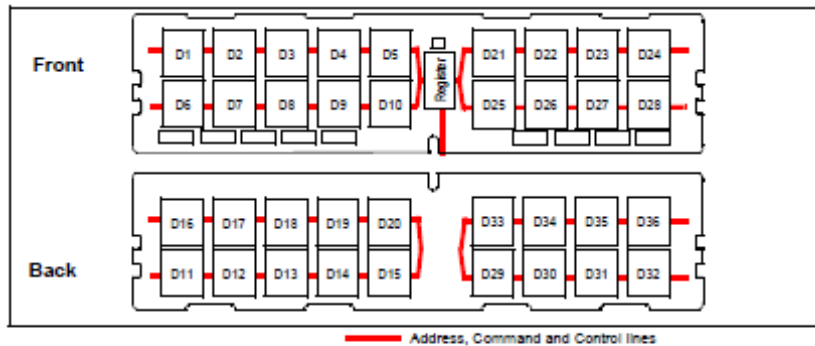 Front
D1 D2 D3 D4 D5 Register D21 D22 D23 D24
D6 D7 D8 D9 D10 D25 D26 D27 D28
Back
D16 D17 D18 D19 D20 D33 D34 D35 D36
D11 D12 D13 D14 D15 D29 D30 D31 D32
Address, Command and Control lines